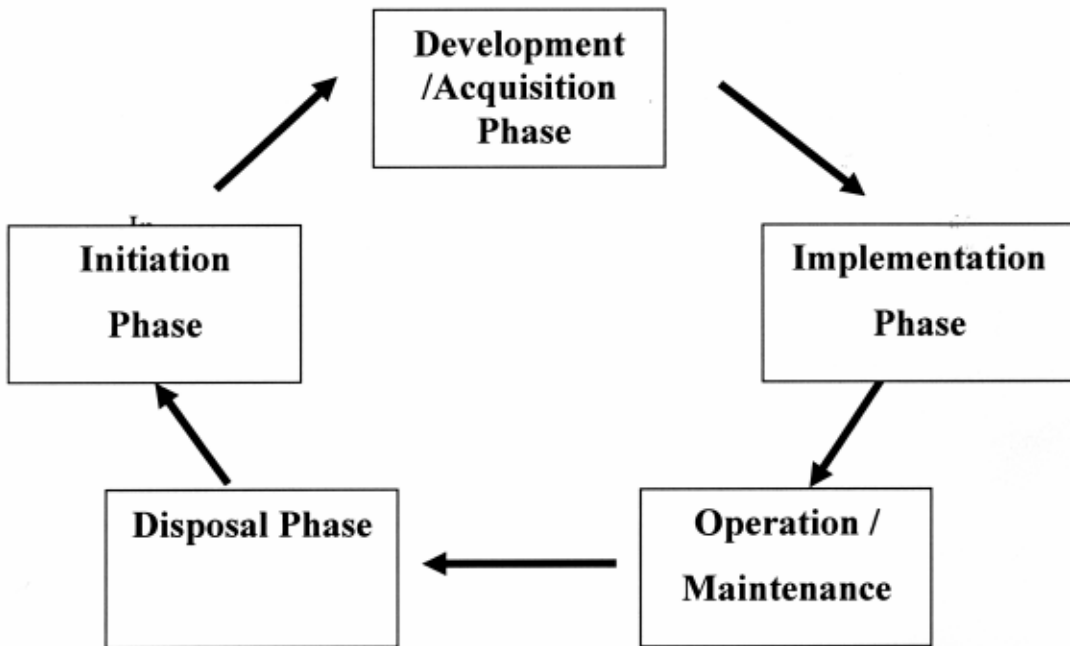 Development
/Acquisition
Phase
Initiation
Phase
Implementation
Phase
Disposal Phase
Operation /
Maintenance